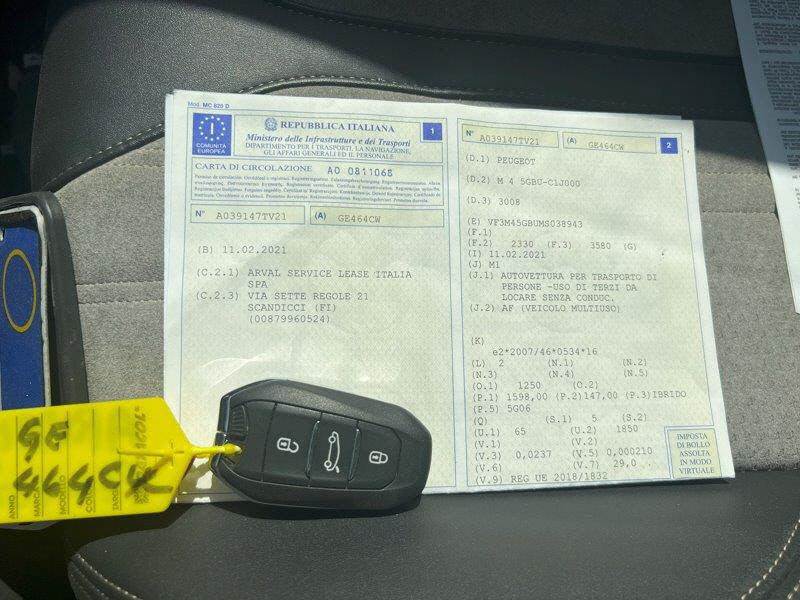 Mod. MC 820 D
I
COMUNITÀ
EUROPEA
REPUBBLICA ITALIANA
1
Ministero delle Infrastrutture e dei Trasporti
DIPARTIMENTO PER I TRASPORTI, LA NAVIGAZIONE,
GLI AFFARI GENERALI ED IL PERSONALE
CARTA DI CIRCOLAZIONE AO 0811068
N° A039147TV21 (A) GE464CW
(B) 11.02.2021
(C.2.1) ARVAL SERVICE LEASE ITALIA
SPA
(C.2.3) VIA SETTE REGOLE 21
SCANDICCI (FI)
(00879960524)
N° A039147TV21 (A) GE464CW 2
(D.1) PEUGEOT
(D.2) M 4 5GBU-C1J000
(D.3) 3008
(E) VF3M45GBUMS038943
(F.1)
(F.2) 2330 (F.3) 3580 (G)
(I) 11.02.2021
(J) M1
(J.1) AUTOVETTURA PER TRASPORTO DI
PERSONE -USO DI TERZI DA
LOCARE SENZA CONDUC.
(J.2) AF (VEICOLO MULTIUSO)
(K)
e2*2007/46*0534*16
(L) 2 (N.1) (N.2)
(N.3) (N.4) (N.5)
(O.1) 1250 (O.2)
(P.1) 1598,00 (P.2)147,00 (P.3)IBRIDO
(P.5) 5G06
(Q) (S.1) 5 (S.2)
(U.1) 65 (U.2) 1850
(V.1) (V.2)
(V.3) 0,0237 (V.5) 0,000210
(V.6) (V.7) 29,0
(V.9) REG UE 2018/1832
IMPOSTA
DI BOLLO
ASSOLTA
IN MODO
VIRTUALE
GE
464CW
ANNO
MARCA
MODELLO